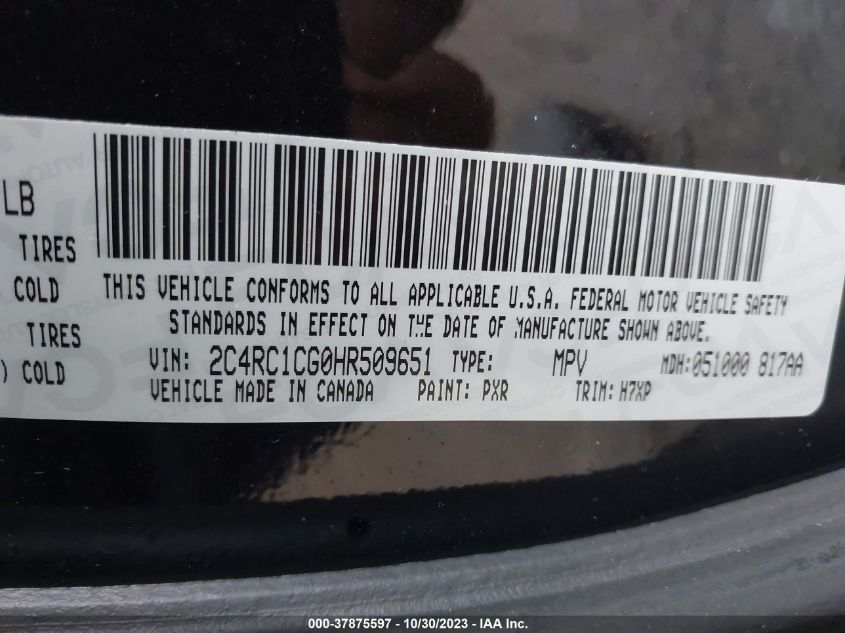 LB
TIRES
COLD
TIRES
) COLD
THIS VEHICLE CONFORMS TO ALL APPLICABLE U.S.A. FEDERAL MOTOR VEHICLE SAFETY
STANDARDS IN EFFECT ON THE DATE OF MANUFACTURE SHOWN ABOVE.
VIN: 2C4RC1CG0HR509651 TYPE: MPV MDH:051000 817AA
VEHICLE MADE IN CANADA PAINT: PXR TRIM: H7XP
000-37875597 - 10/30/2023 - IAA Inc.